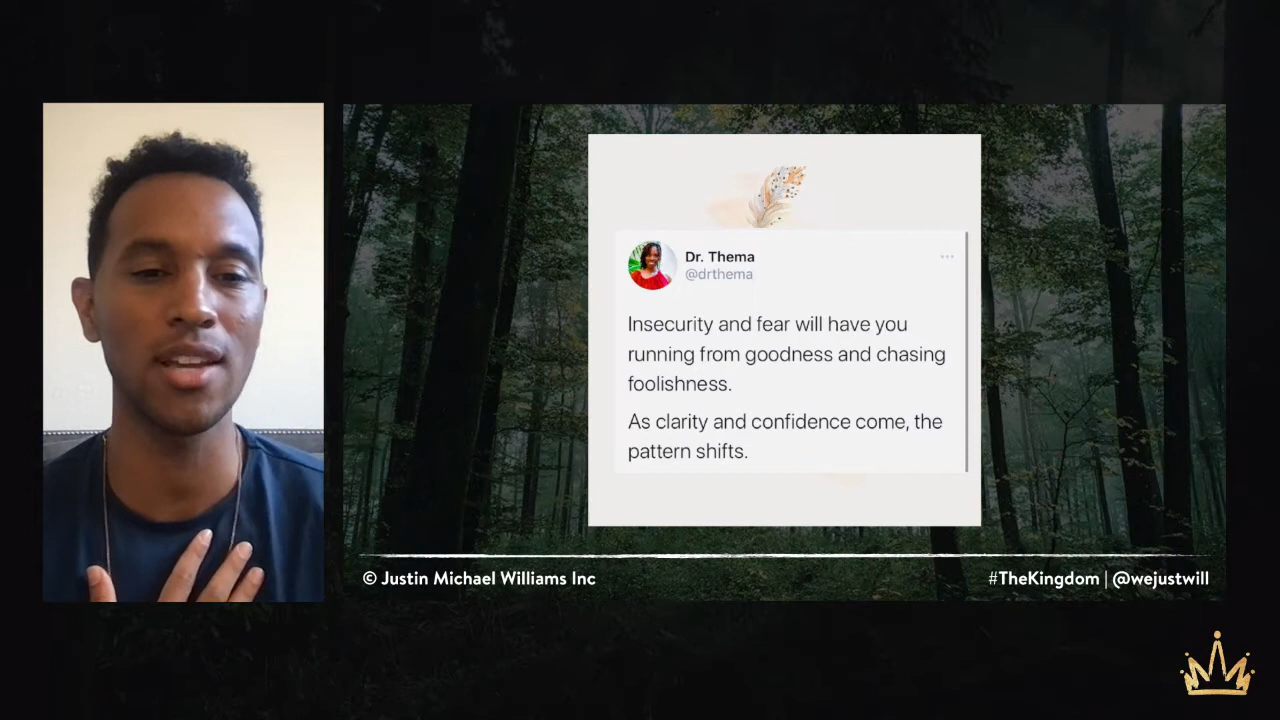 Dr. Thema
@drthema
Insecurity and fear will have you
running from goodness and chasing
foolishness.
As clarity and confidence come, the
pattern shifts.
© Justin Michael Williams Inc
#TheKingdom | @wejustwill